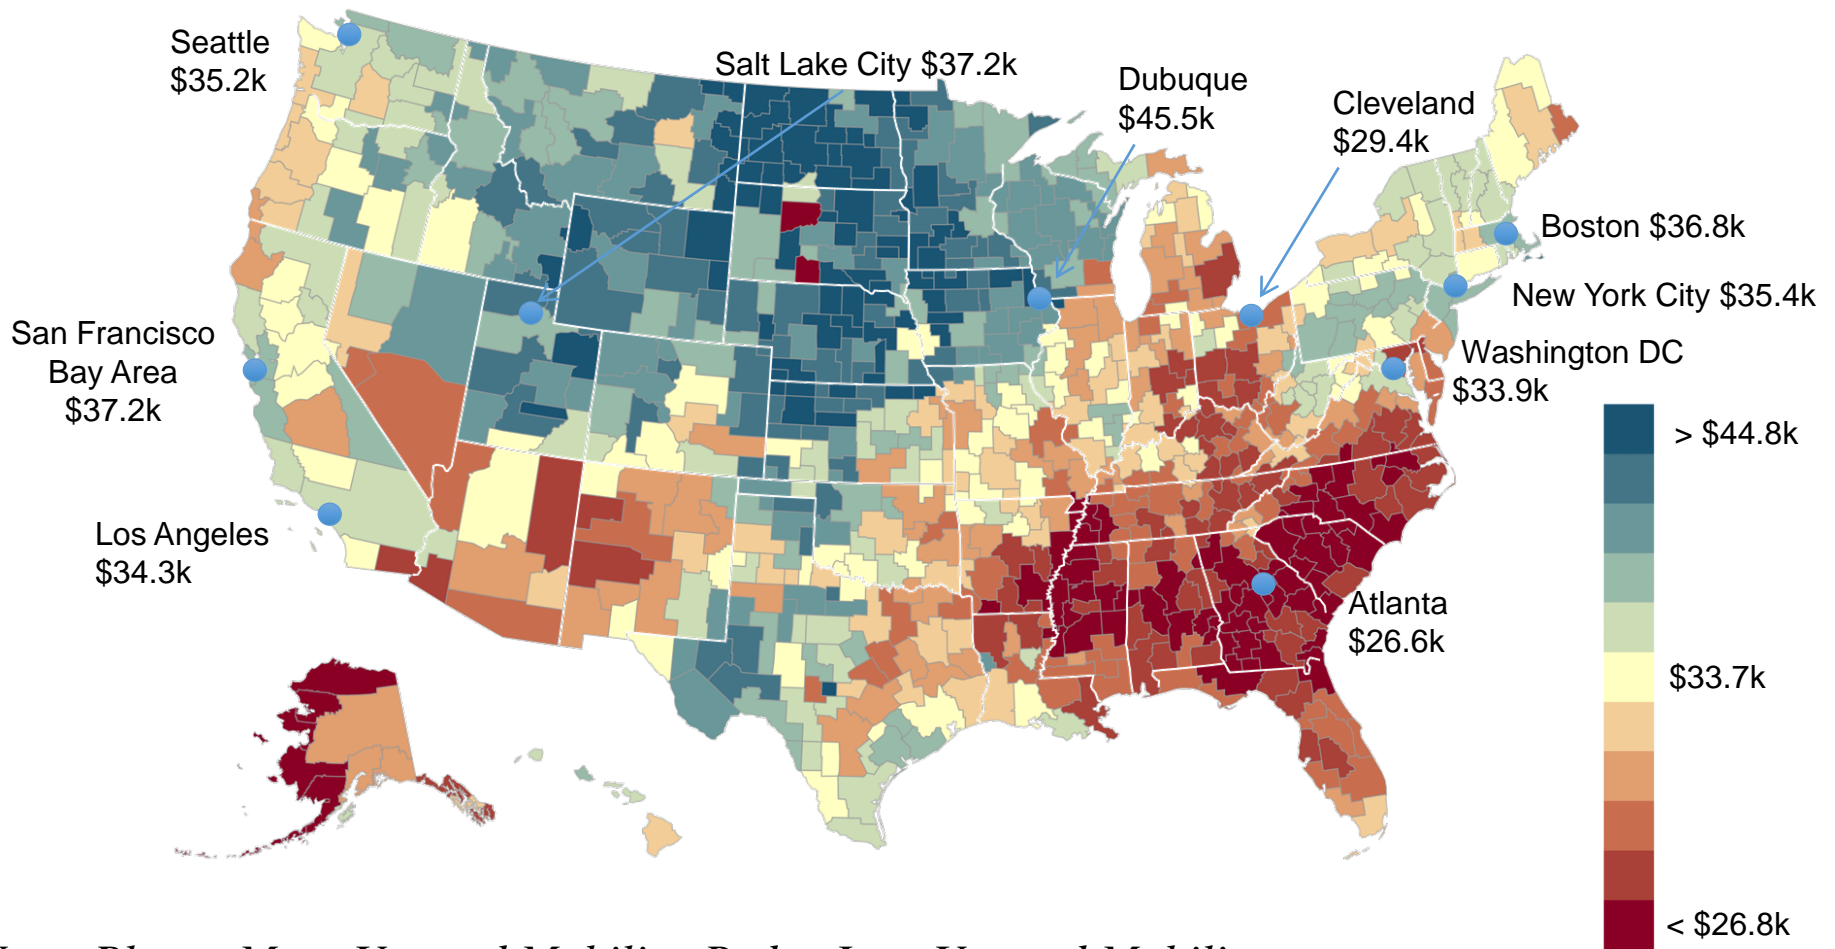 Seattle
$35.2k
Salt Lake City $37.2k
Dubuque
$45.5k
Cleveland
$29.4k
Boston $36.8k
New York City $35.4k
San Francisco
Bay Area
$37.2k
Washington DC
$33.9k
> $44.8k
Los Angeles
$34.3k
Atlanta
$26.6k
$33.7k
< $26.8k